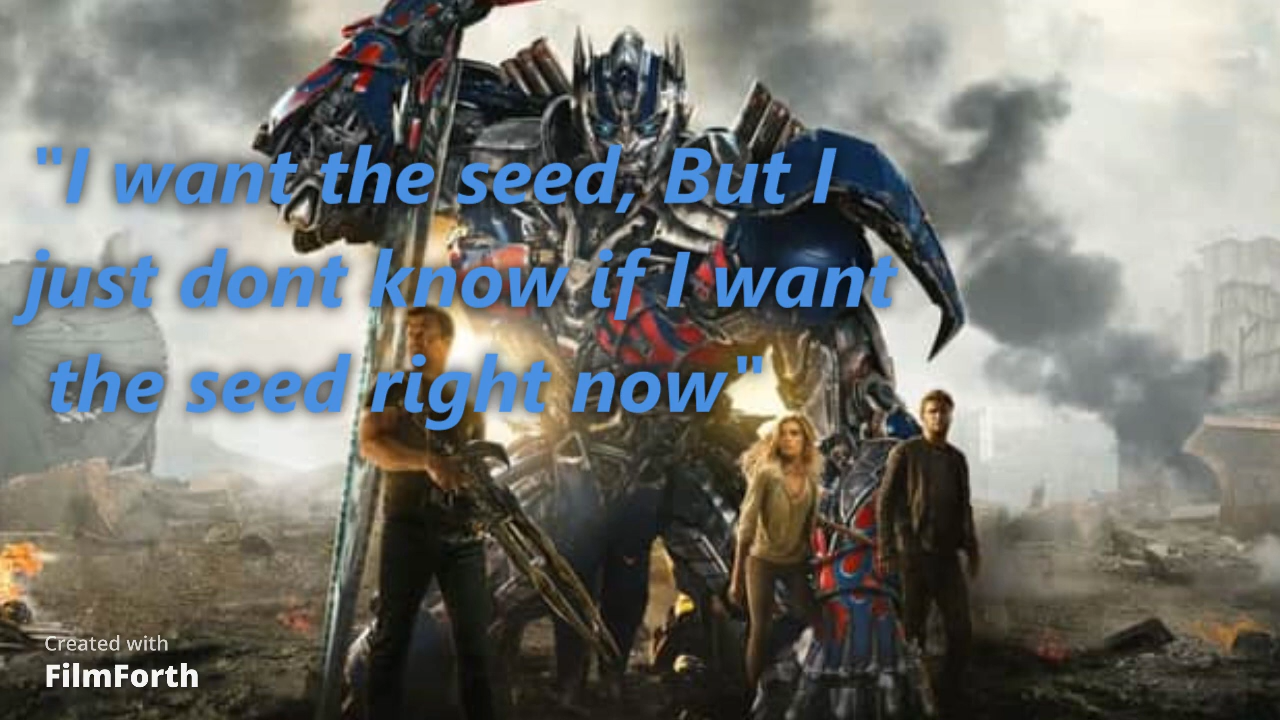 "I want the seed, But I
just dont know if I want
the seed right now"
Created with
FilmForth